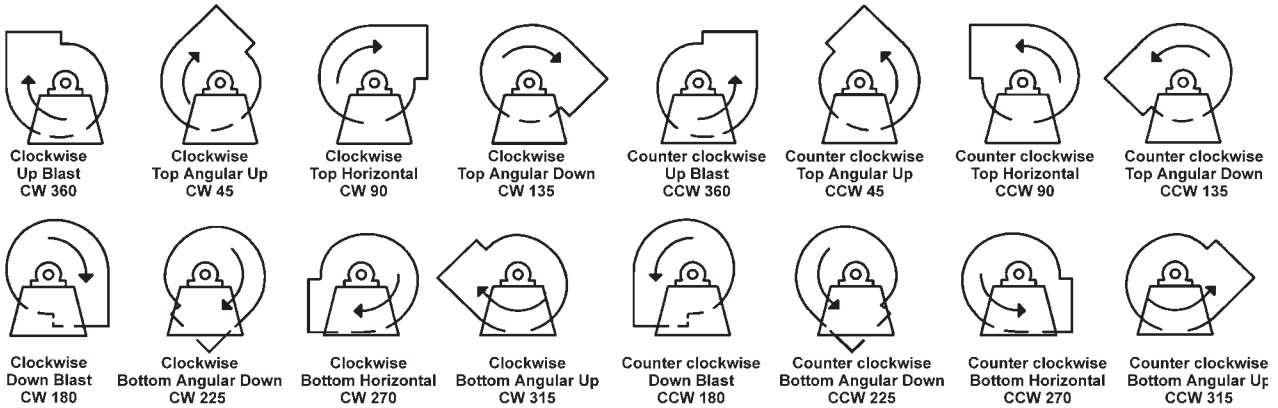 Clockwise
Up Blast
CW 360
Clockwise
Top Angular Up
CW 45
Clockwise
Top Horizontal
CW 90
Clockwise
Top Angular Down
CW 135
Counter clockwise
Up Blast
CCW 360
Counter clockwise
Top Angular Up
CCW 45
Counter clockwise
Top Horizontal
CCW 90
Counter clockwise
Top Angular Down
CCW 135
Clockwise
Down Blast
CW 180
Clockwise
Bottom Angular Down
CW 225
Clockwise
Bottom Horizontal
CW 270
Clockwise
Bottom Angular Up
CW 315
Counter clockwise
Down Blast
CCW 180
Counter clockwise
Bottom Angular Down
CCW 225
Counter clockwise
Bottom Horizontal
CCW 270
Counter clockwise
Bottom Angular Up
CCW 315